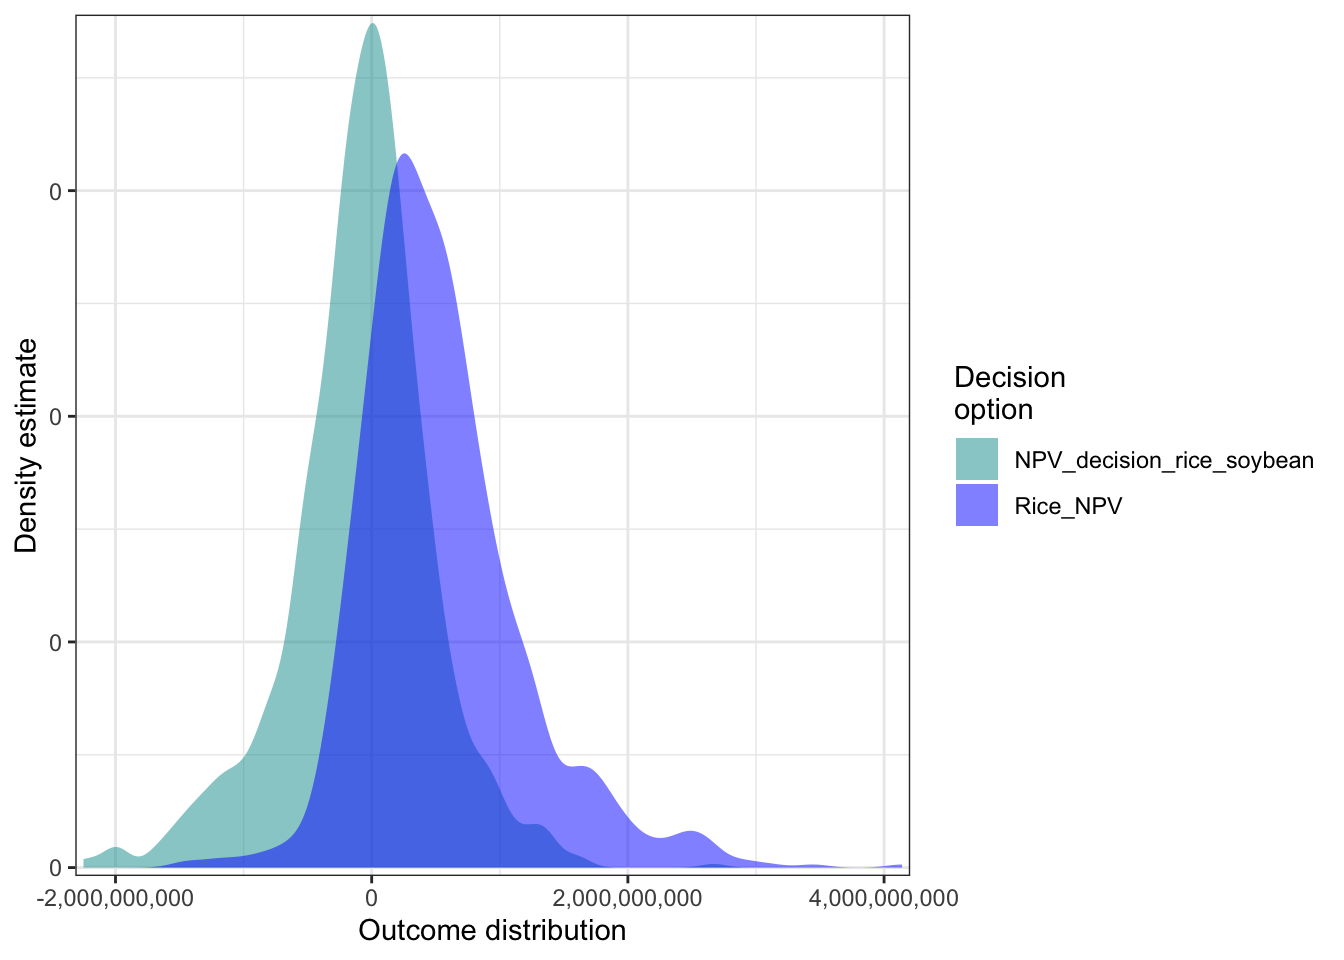 Density estimate
0
0
0
0
-2,000,000,000
0
2,000,000,000
4,000,000,000
Outcome distribution
Decision
option
NPV_decision_rice_soybean
Rice_NPV